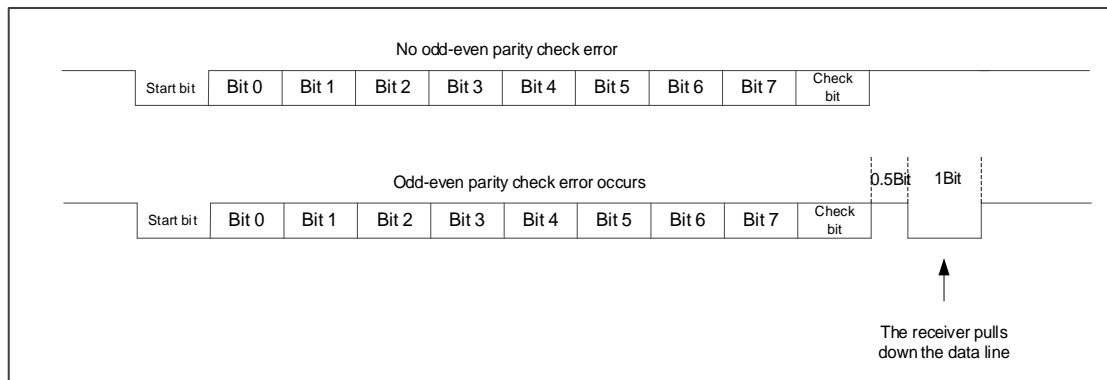 No odd-even parity check error
Start bit Bit 0 Bit 1 Bit 2 Bit 3 Bit 4 Bit 5 Bit 6 Bit 7 Check
bit
0.5Bit 1Bit
Odd-even parity check error occurs
Start bit Bit 0 Bit 1 Bit 2 Bit 3 Bit 4 Bit 5 Bit 6 Bit 7 Check
bit
The receiver pulls
down the data line